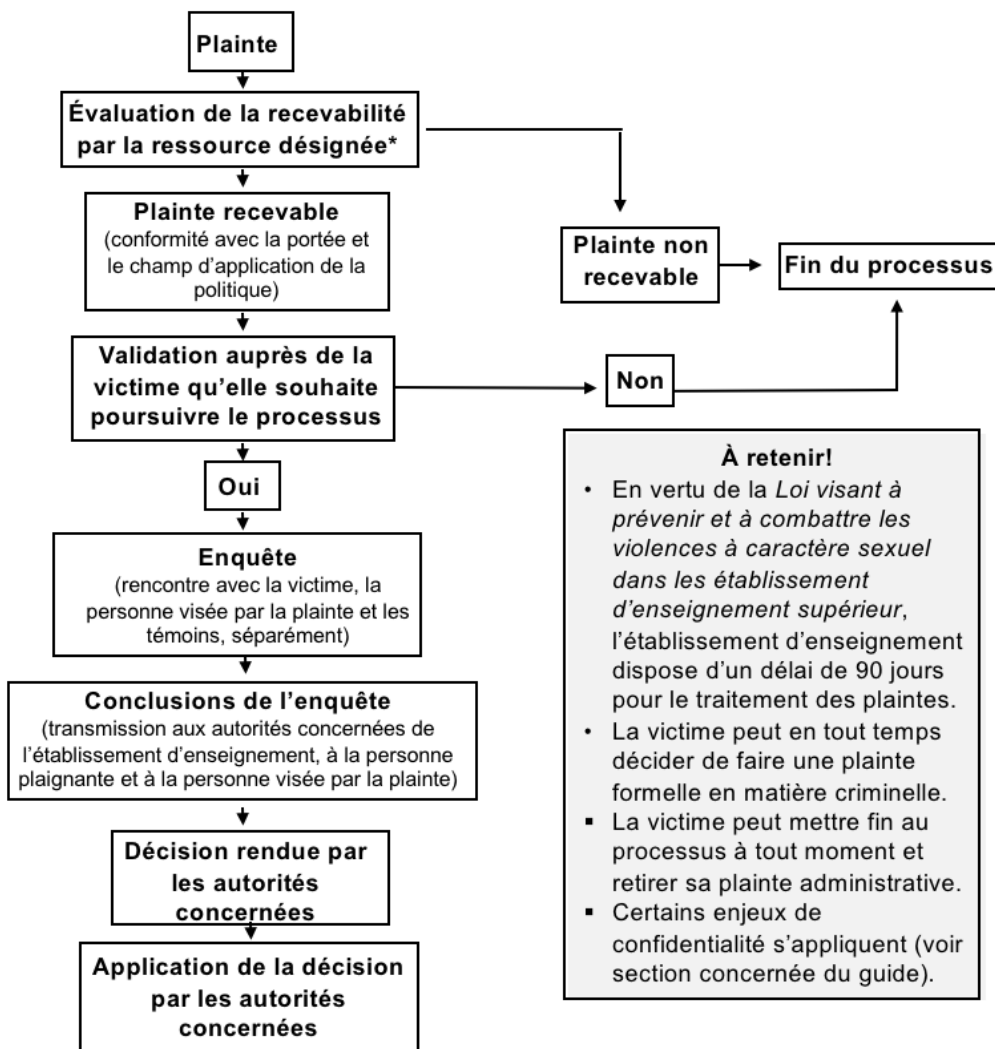 Plainte
Évaluation de la recevabilité
par la ressource désignée*
Plainte recevable
(conformité avec la portée et
le champ d'application de la
politique)
Plainte non
recevable
Fin du processus
Validation auprès de la
victime qu'elle souhaite
poursuivre le processus
Non
Oui
Enquête
(rencontre avec la victime, la
personne visée par la plainte et les
témoins, séparément)
Conclusions de l'enquête
(transmission aux autorités concernées de
l'établissement d'enseignement, à la personne
plaignante et à la personne visée par la plainte)
Décision rendue par
les autorités
concernées
Application de la décision
par les autorités
concernées
À retenir!
• En vertu de la Loi visant à
prévenir et à combattre les
violences à caractère sexuel
dans les établissement
d'enseignement supérieur,
l'établissement d'enseignement
dispose d'un délai de 90 jours
pour le traitement des plaintes.
• La victime peut en tout temps
décider de faire une plainte
formelle en matière criminelle.
▪ La victime peut mettre fin au
processus à tout moment et
retirer sa plainte administrative.
▪ Certains enjeux de
confidentialité s'appliquent (voir
section concernée du guide).